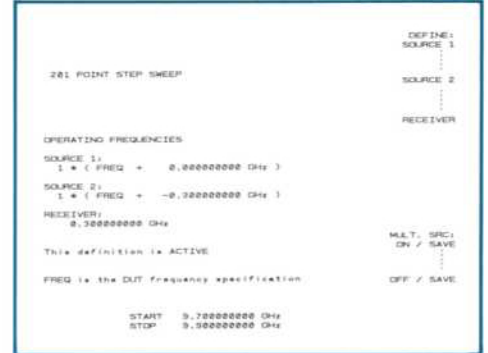 DEFINE:
SOURCE 1
201 POINT STEP SWEEP
SOURCE 2
RECEIVER
OPERATING FREQUENCIES
SOURCE 1:
1 * ( FREQ + 0.000000000 GHz )
SOURCE 2:
1 * ( FREQ + -0.300000000 GHz )
RECEIVER:
0.300000000 GHz
MULT. SRC:
ON / SAVE
This definition is ACTIVE
FREQ is the DUT frequency specification
OFF / SAVE
START 9.700000000 GHz
STOP 9.900000000 GHz